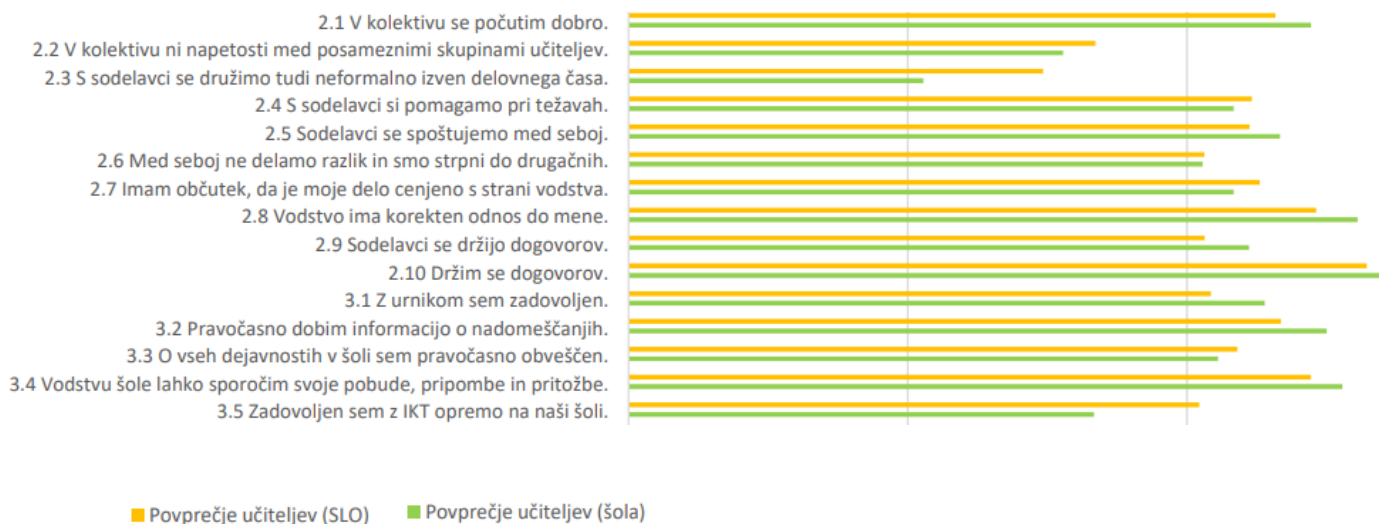 2.1 V kolektivu se počutim dobro.
2.2 V kolektivu ni napetosti med posameznimi skupinami učiteljev.
2.3 S sodelavci se družimo tudi neformalno izven delovnega časa.
2.4 S sodelavci si pomagamo pri težavah.
2.5 Sodelavci se spoštujemo med seboj.
2.6 Med seboj ne delamo razlik in smo strpni do drugačnih.
2.7 Imam občutek, da je moje delo cenjeno s strani vodstva.
2.8 Vodstvo ima korekten odnos do mene.
2.9 Sodelavci se držijo dogovorov.
2.10 Držim se dogovorov.
3.1 Z urnikom sem zadovoljen.
3.2 Pravočasno dobim informacijo o nadomeščanjih.
3.3 O vseh dejavnostih v šoli sem pravočasno obveščen.
3.4 Vodstvu šole lahko sporočim svoje pobude, pripombe in pritožbe.
3.5 Zadovoljen sem z IKT opremo na naši šoli.
Povprečje učiteljev (SLO) Povprečje učiteljev (šola)